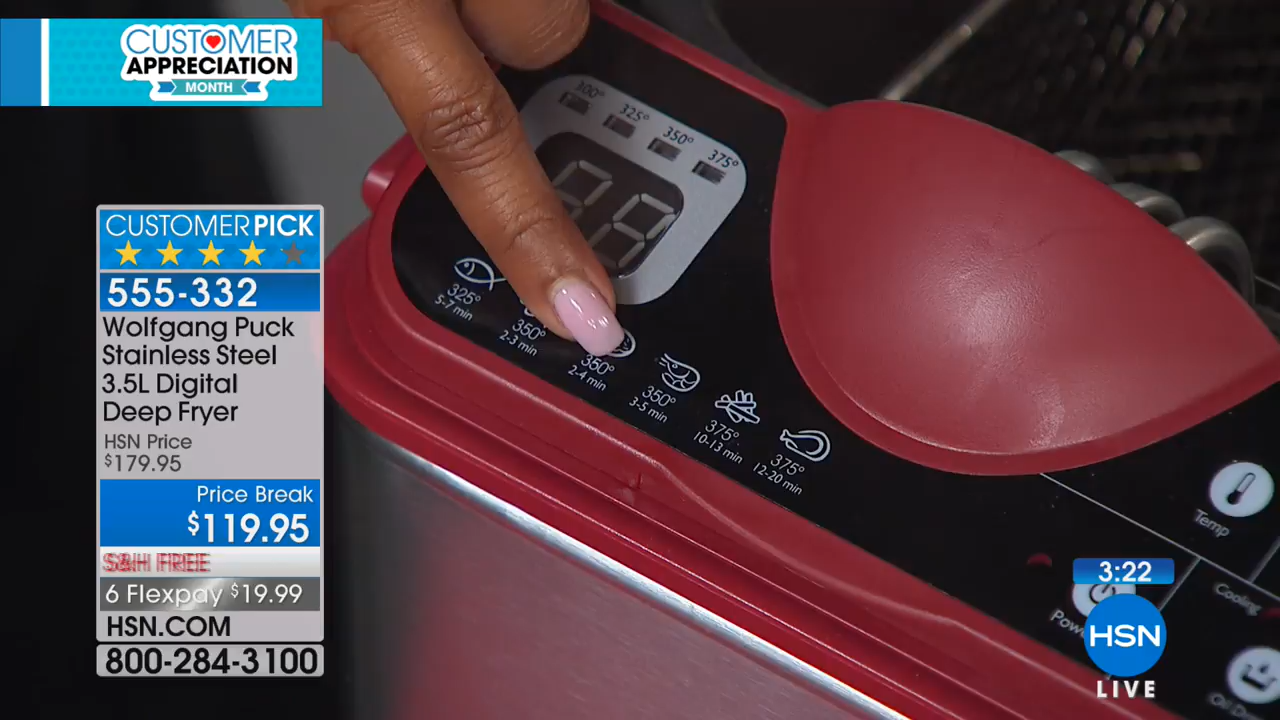 CUSTOMER
APPRECIATION
MONTH
CUSTOMER PICK
555-332
Wolfgang Puck
Stainless Steel
3.5L Digital
Deep Fryer
HSN Price
$179.95
Price Break
$119.95
S&H FREE
6 Flexpay $19.99
HSN.COM
800-284-3100
325° 350° 375°
325°
5-7 min
350°
2-3 min
350°
2-4 min
350°
3-5 min
375°
10-13 min
375°
12-20 min
Temp
Cooling
3:22
HSN
LIVE